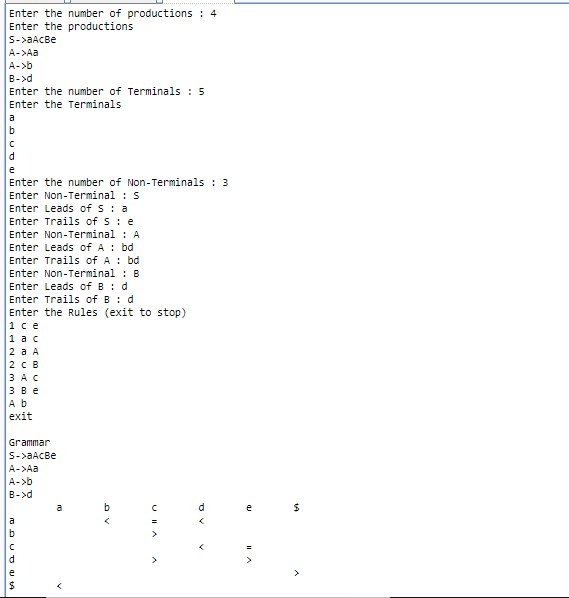 Enter the number of productions : 4
Enter the productions
S->aAcBe
A->Aa
A->b
B->d
Enter the number of Terminals : 5
Enter the Terminals
a
b
c
d
e
Enter the number of Non-Terminals : 3
Enter Non-Terminal : S
Enter Leads of S : a
Enter Trails of S : e
Enter Non-Terminal : A
Enter Leads of A : bd
Enter Trails of A : bd
Enter Non-Terminal : B
Enter Leads of B : d
Enter Trails of B : d
Enter the Rules (exit to stop)
1 c e
1 a c
2 a A
2 c B
3 A c
3 B e
A b
exit
Grammar
S->aAcBe
A->Aa
A->b
B->d
a b c d e $
a < = <
b >
c < =
d > >
e >
$ <